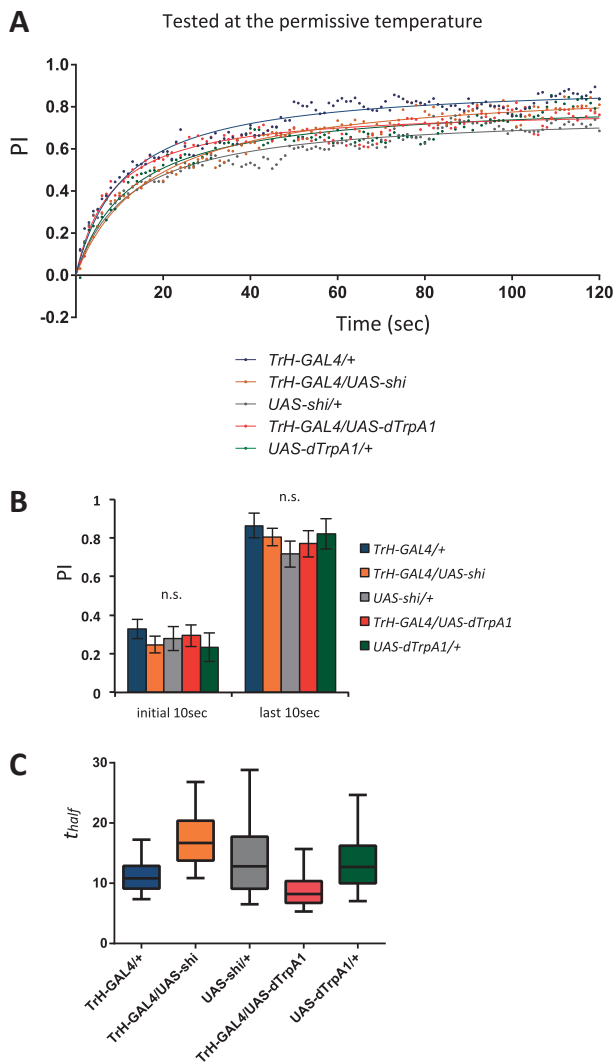 A
Tested at the permissive temperature
PI
1.0
0.8
0.6
0.4
0.2
0.0
-0.2
20
40
60
80
100
120
Time (sec)
TrH-GAL4/+
TrH-GAL4/UAS-shi
UAS-shi/+
TrH-GAL4/UAS-dTrpA1
UAS-dTrpA1/+
B
PI
1
0.8
0.6
0.4
0.2
0
n.s.
n.s.
initial 10sec
last 10sec
TrH-GAL4/+
TrH-GAL4/UAS-shi
UAS-shi/+
TrH-GAL4/UAS-dTrpA1
UAS-dTrpA1/+
C
thalf
30
20
10
0
TrH-GAL4/+
TrH-GAL4/UAS-shi
UAS-shi/+
TrH-GAL4/UAS-dTrpA1
UAS-dTrpA1/+